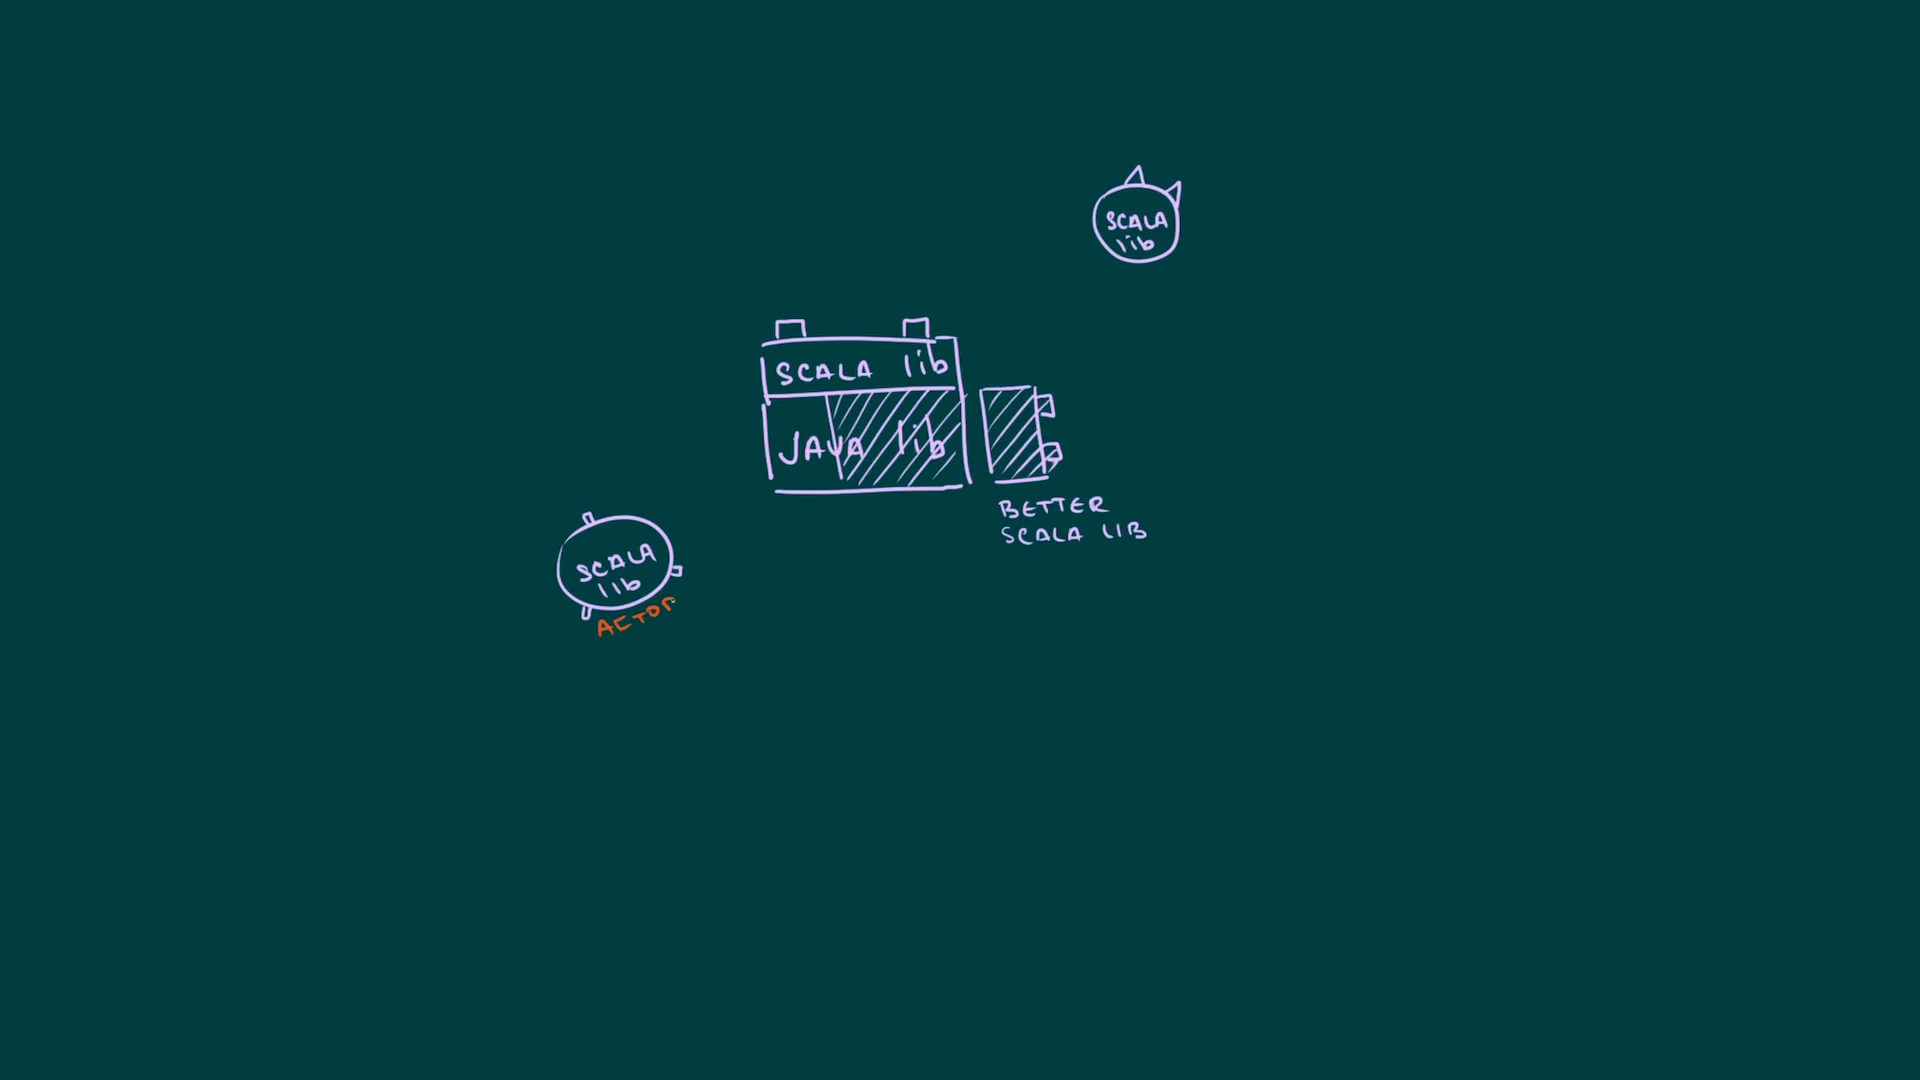 SCALA
lib
SCALA lib
JAVA lib
BETTER
SCALA LIB
SCALA
lib
ACTOR